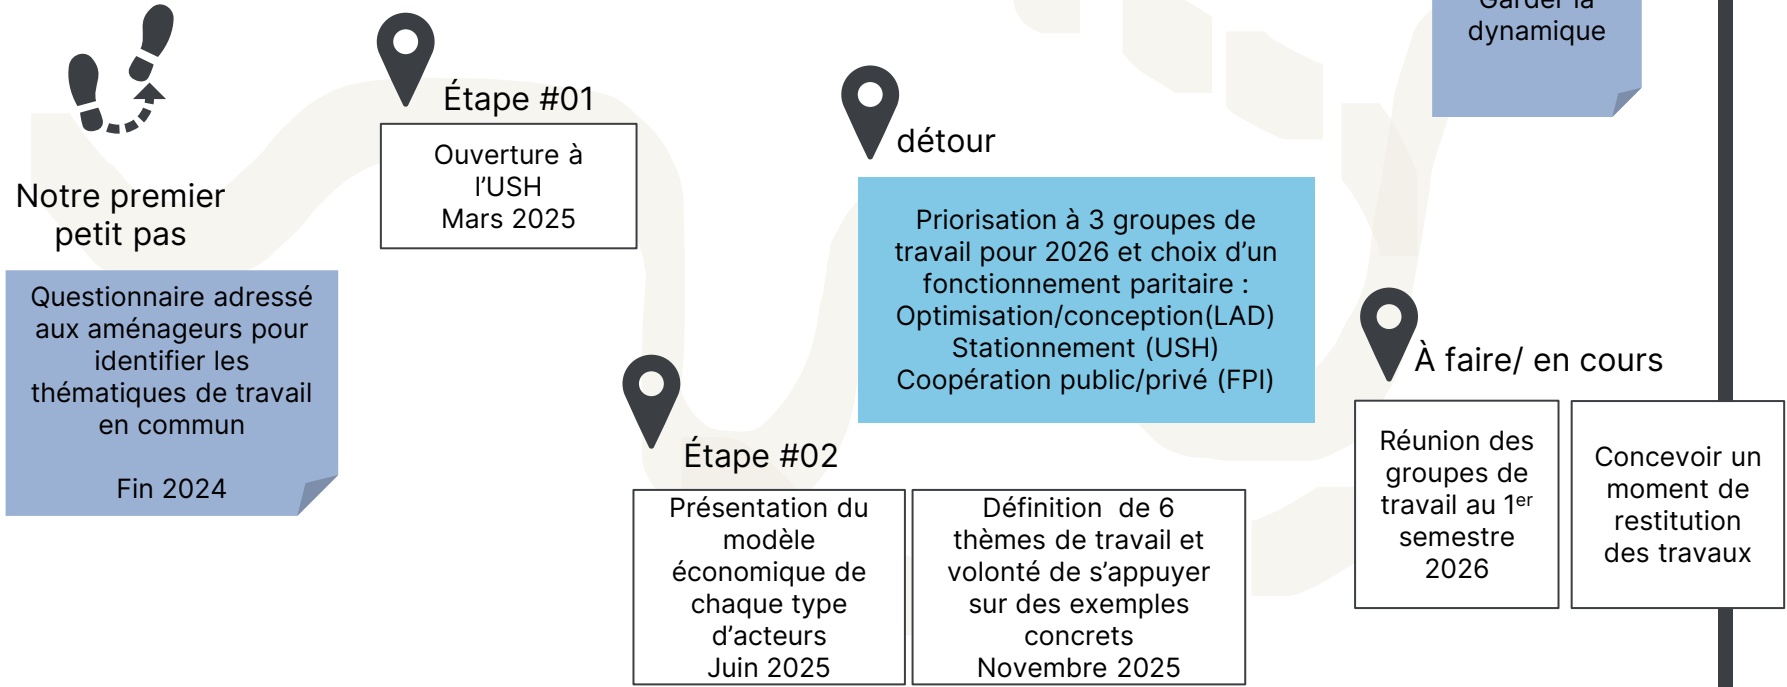 Notre premier
petit pas
Questionnaire adressé
aux aménageurs pour
identifier les
thématiques de travail
en commun
Fin 2024
Étape #01
Ouverture à
l’USH
Mars 2025
Étape #02
Présentation du
modèle
économique de
chaque type
d’acteurs
Juin 2025
Définition de 6
thèmes de travail et
volonté de s’appuyer
sur des exemples
concrets
Novembre 2025
détour
Priorisation à 3 groupes de
travail pour 2026 et choix d’un
fonctionnement paritaire :
Optimisation/conception(LAD)
Stationnement (USH)
Coopération public/privé (FPI)
À faire/ en cours
Réunion des
groupes de
travail au 1er
semestre
2026
Concevoir un
moment de
restitution
des travaux
Garder la
dynamique